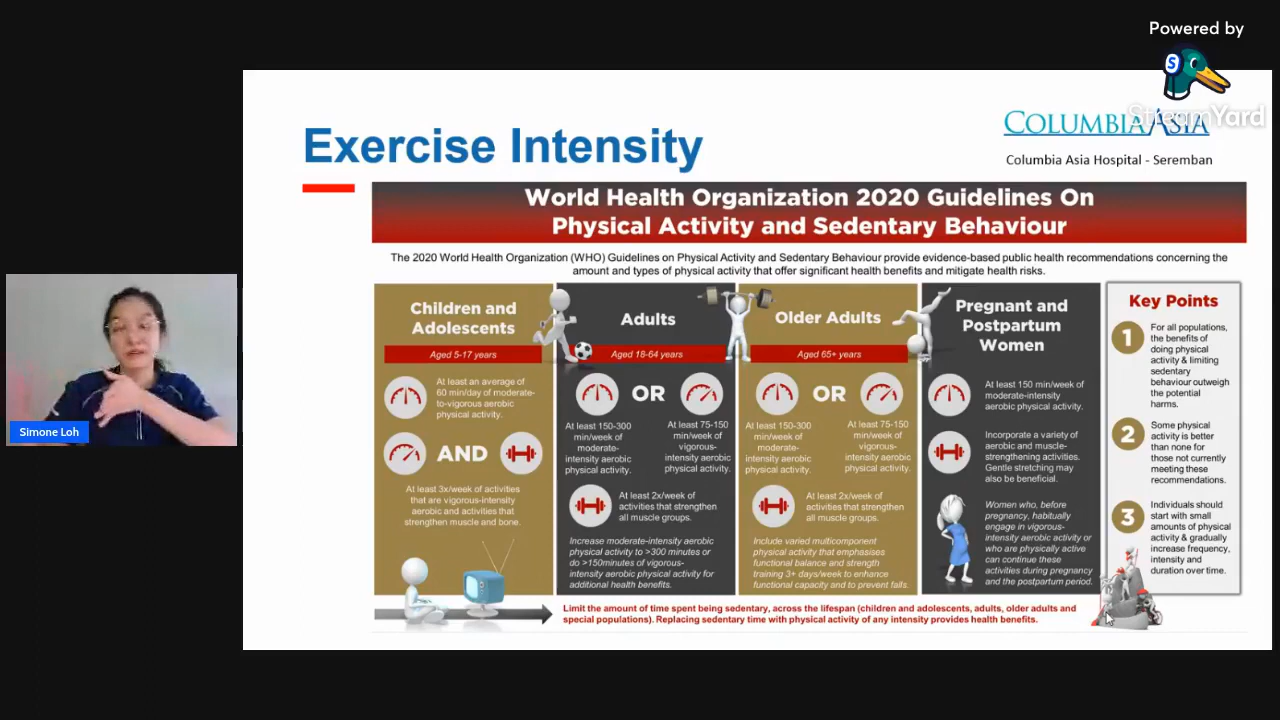 Powered by
S
StreamYard
Exercise Intensity
COLUMBIAASIA
Columbia Asia Hospital - Seremban
World Health Organization 2020 Guidelines On
Physical Activity and Sedentary Behaviour
The 2020 World Health Organization (WHO) Guidelines on Physical Activity and Sedentary Behaviour provide evidence-based public health recommendations concerning the
amount and types of physical activity that offer significant health benefits and mitigate health risks.
Children and
Adolescents
Aged 5-17 years
At least an average of
60 min/day of moderate-
to-vigorous aerobic
physical activity.
AND
At least 3x/week of activities
that are vigorous-intensity
aerobic and activities that
strengthen muscle and bone.
Adults
Aged 18-64 years
OR
At least 150-300
min/week of
moderate-
intensity aerobic
physical activity.
At least 75-150
min/week of
vigorous-
intensity aerobic
physical activity.
At least 2x/week of
activities that strengthen
all muscle groups.
Increase moderate-intensity aerobic
physical activity to >300 minutes or
do >150minutes of vigorous-
intensity aerobic physical activity for
additional health benefits.
Older Adults
Aged 65+ years
OR
At least 150-300
min/week of
moderate-
intensity aerobic
physical activity.
At least 75-150
min/week of
vigorous-
intensity aerobic
physical activity.
At least 2x/week of
activities that strengthen
all muscle groups.
Include varied multicomponent
physical activity that emphasises
functional balance and strength
training 3+ days/week to enhance
functional capacity and to prevent falls.
Pregnant and
Postpartum
Women
At least 150 min/week of
moderate-intensity
aerobic physical activity.
Incorporate a variety of
aerobic and muscle-
strengthening activities.
Gentle stretching may
also be beneficial.
Women who, before
pregnancy, habitually
engage in vigorous-
intensity aerobic activity or
who are physically active
can continue these
activities during pregnancy
and the postpartum period.
Key Points
1
For all populations,
the benefits of
doing physical
activity & limiting
sedentary
behaviour outweigh
the potential
harms.
2
Some physical
activity is better
than none for
those not currently
meeting these
recommendations.
3
Individuals should
start with small
amounts of physical
activity & gradually
increase frequency,
intensity and
duration over time.
Limit the amount of time spent being sedentary, across the lifespan (children and adolescents, adults, older adults and
special populations). Replacing sedentary time with physical activity of any intensity provides health benefits.
Simone Loh